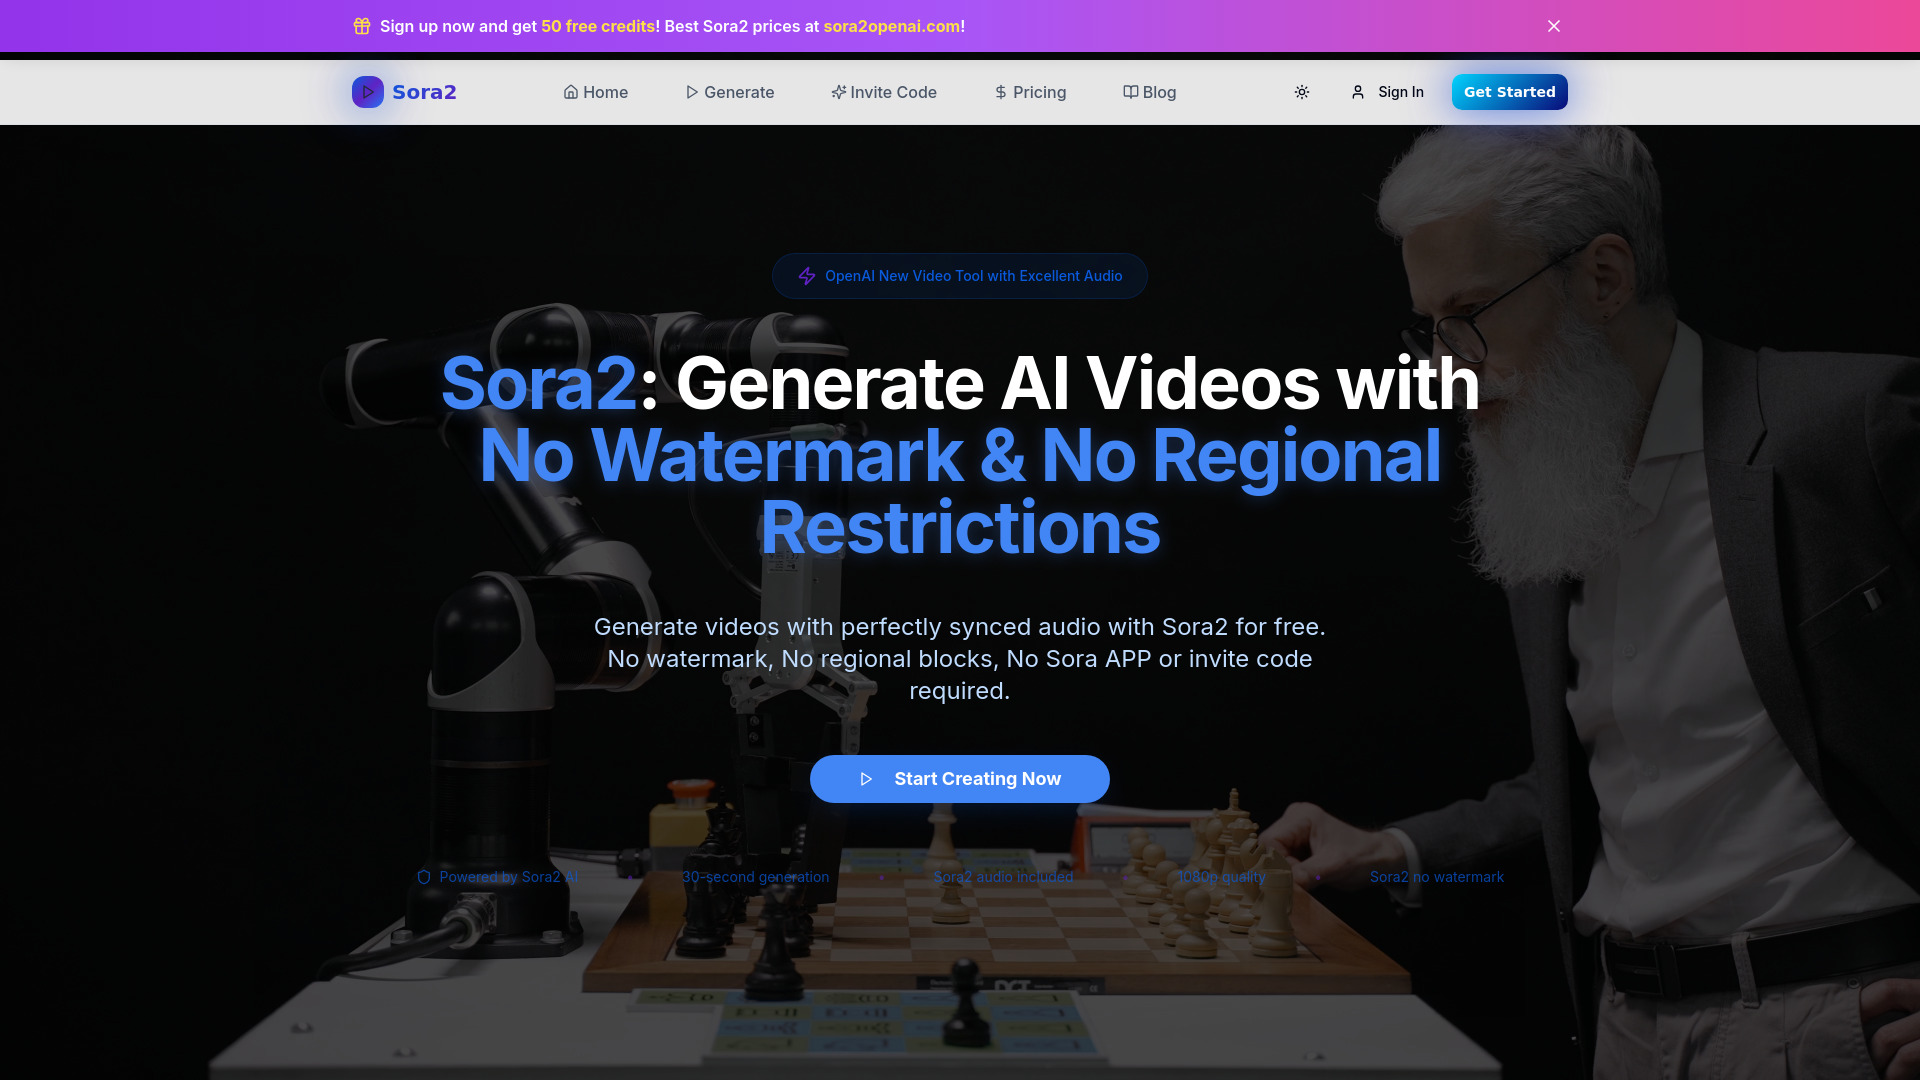 Sign up now and get 50 free credits! Best Sora2 prices at sora2openai.com!
Sora2
Home
Generate
Invite Code
Pricing
Blog
Sign In
Get Started
OpenAI New Video Tool with Excellent Audio
Sora2: Generate AI Videos with
No Watermark & No Regional
Restrictions
Generate videos with perfectly synced audio with Sora2 for free.
No watermark, No regional blocks, No Sora APP or invite code
required.
Start Creating Now
Powered by Sora2 AI
30-second generation
Sora2 audio included
1080p quality
Sora2 no watermark
DGT